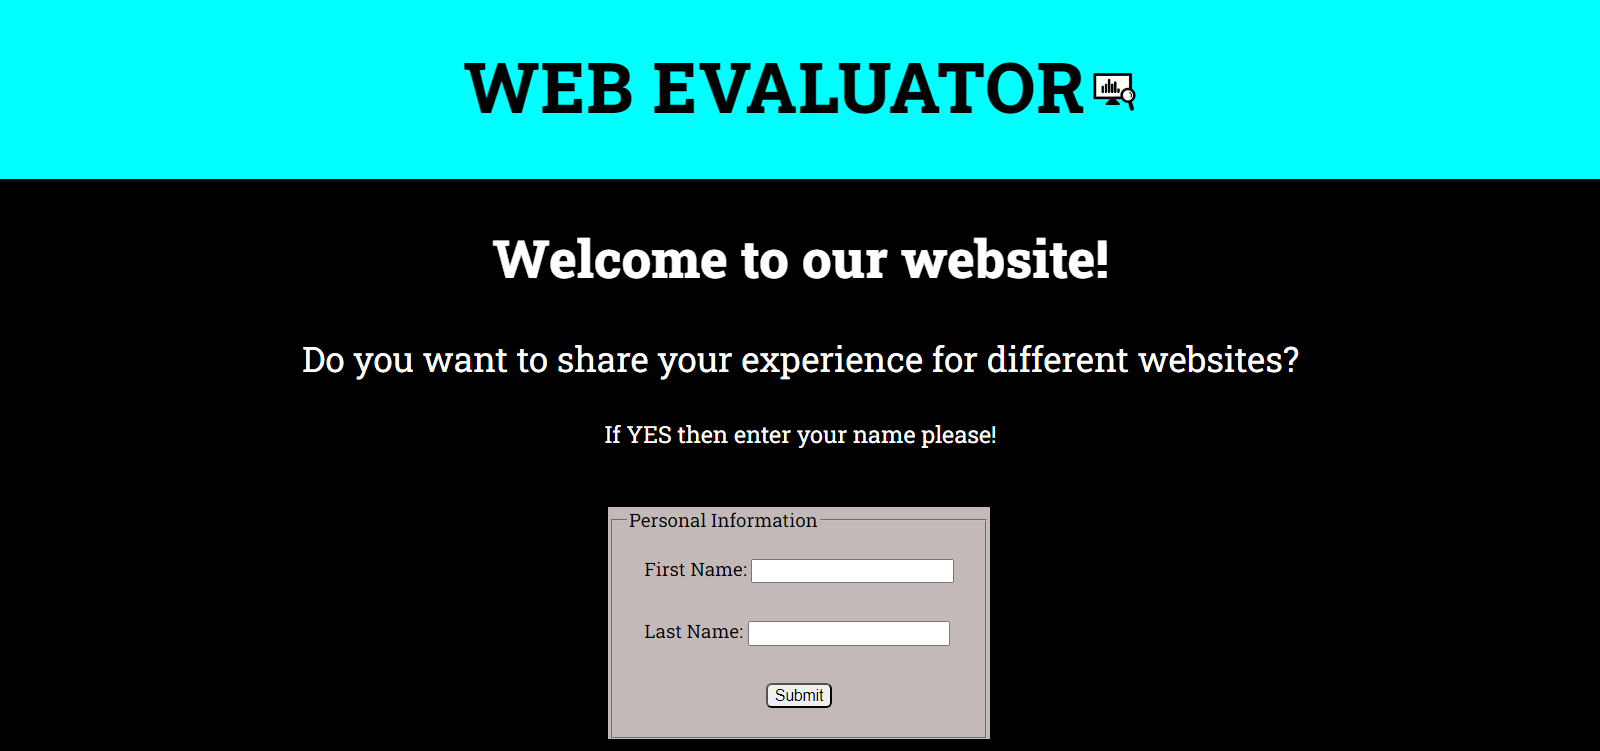 WEB EVALUATOR
Welcome to our website!
Do you want to share your experience for different websites?
If YES then enter your name please!
Personal Information
First Name:
Last Name:
Submit